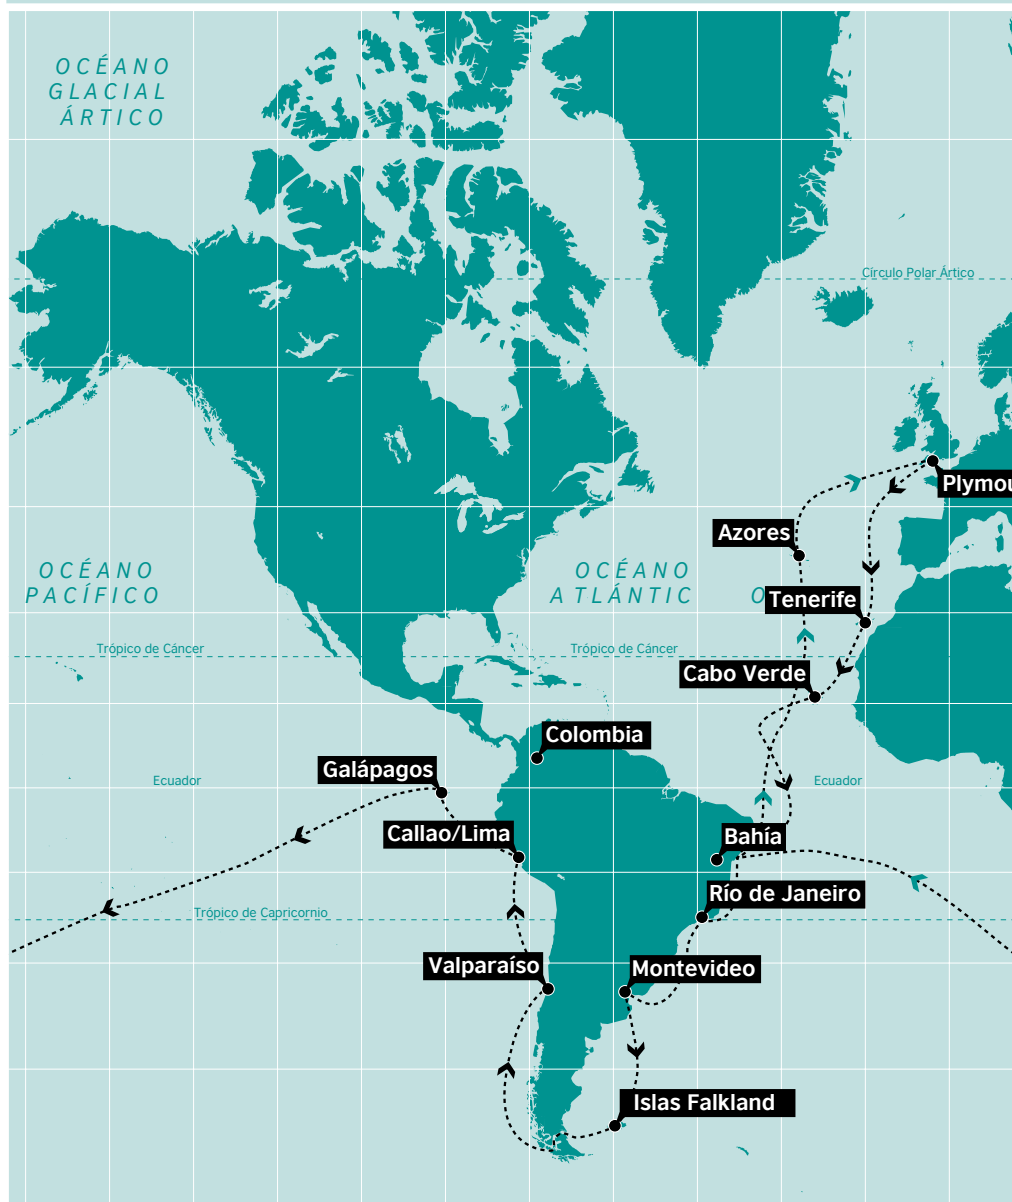 OCÉANO
GLACIAL
ÁRTICO
Círculo Polar Ártico
Plymou
Azores
OCÉANO
PACÍFICO
OCÉANO
ATLÁNTIC O
Tenerife
Trópico de Cáncer
Trópico de Cáncer
Cabo Verde
Colombia
Galápagos
Ecuador
Ecuador
Callao/Lima
Bahía
Río de Janeiro
Trópico de Capricornio
Valparaíso
Montevideo
Islas Falkland